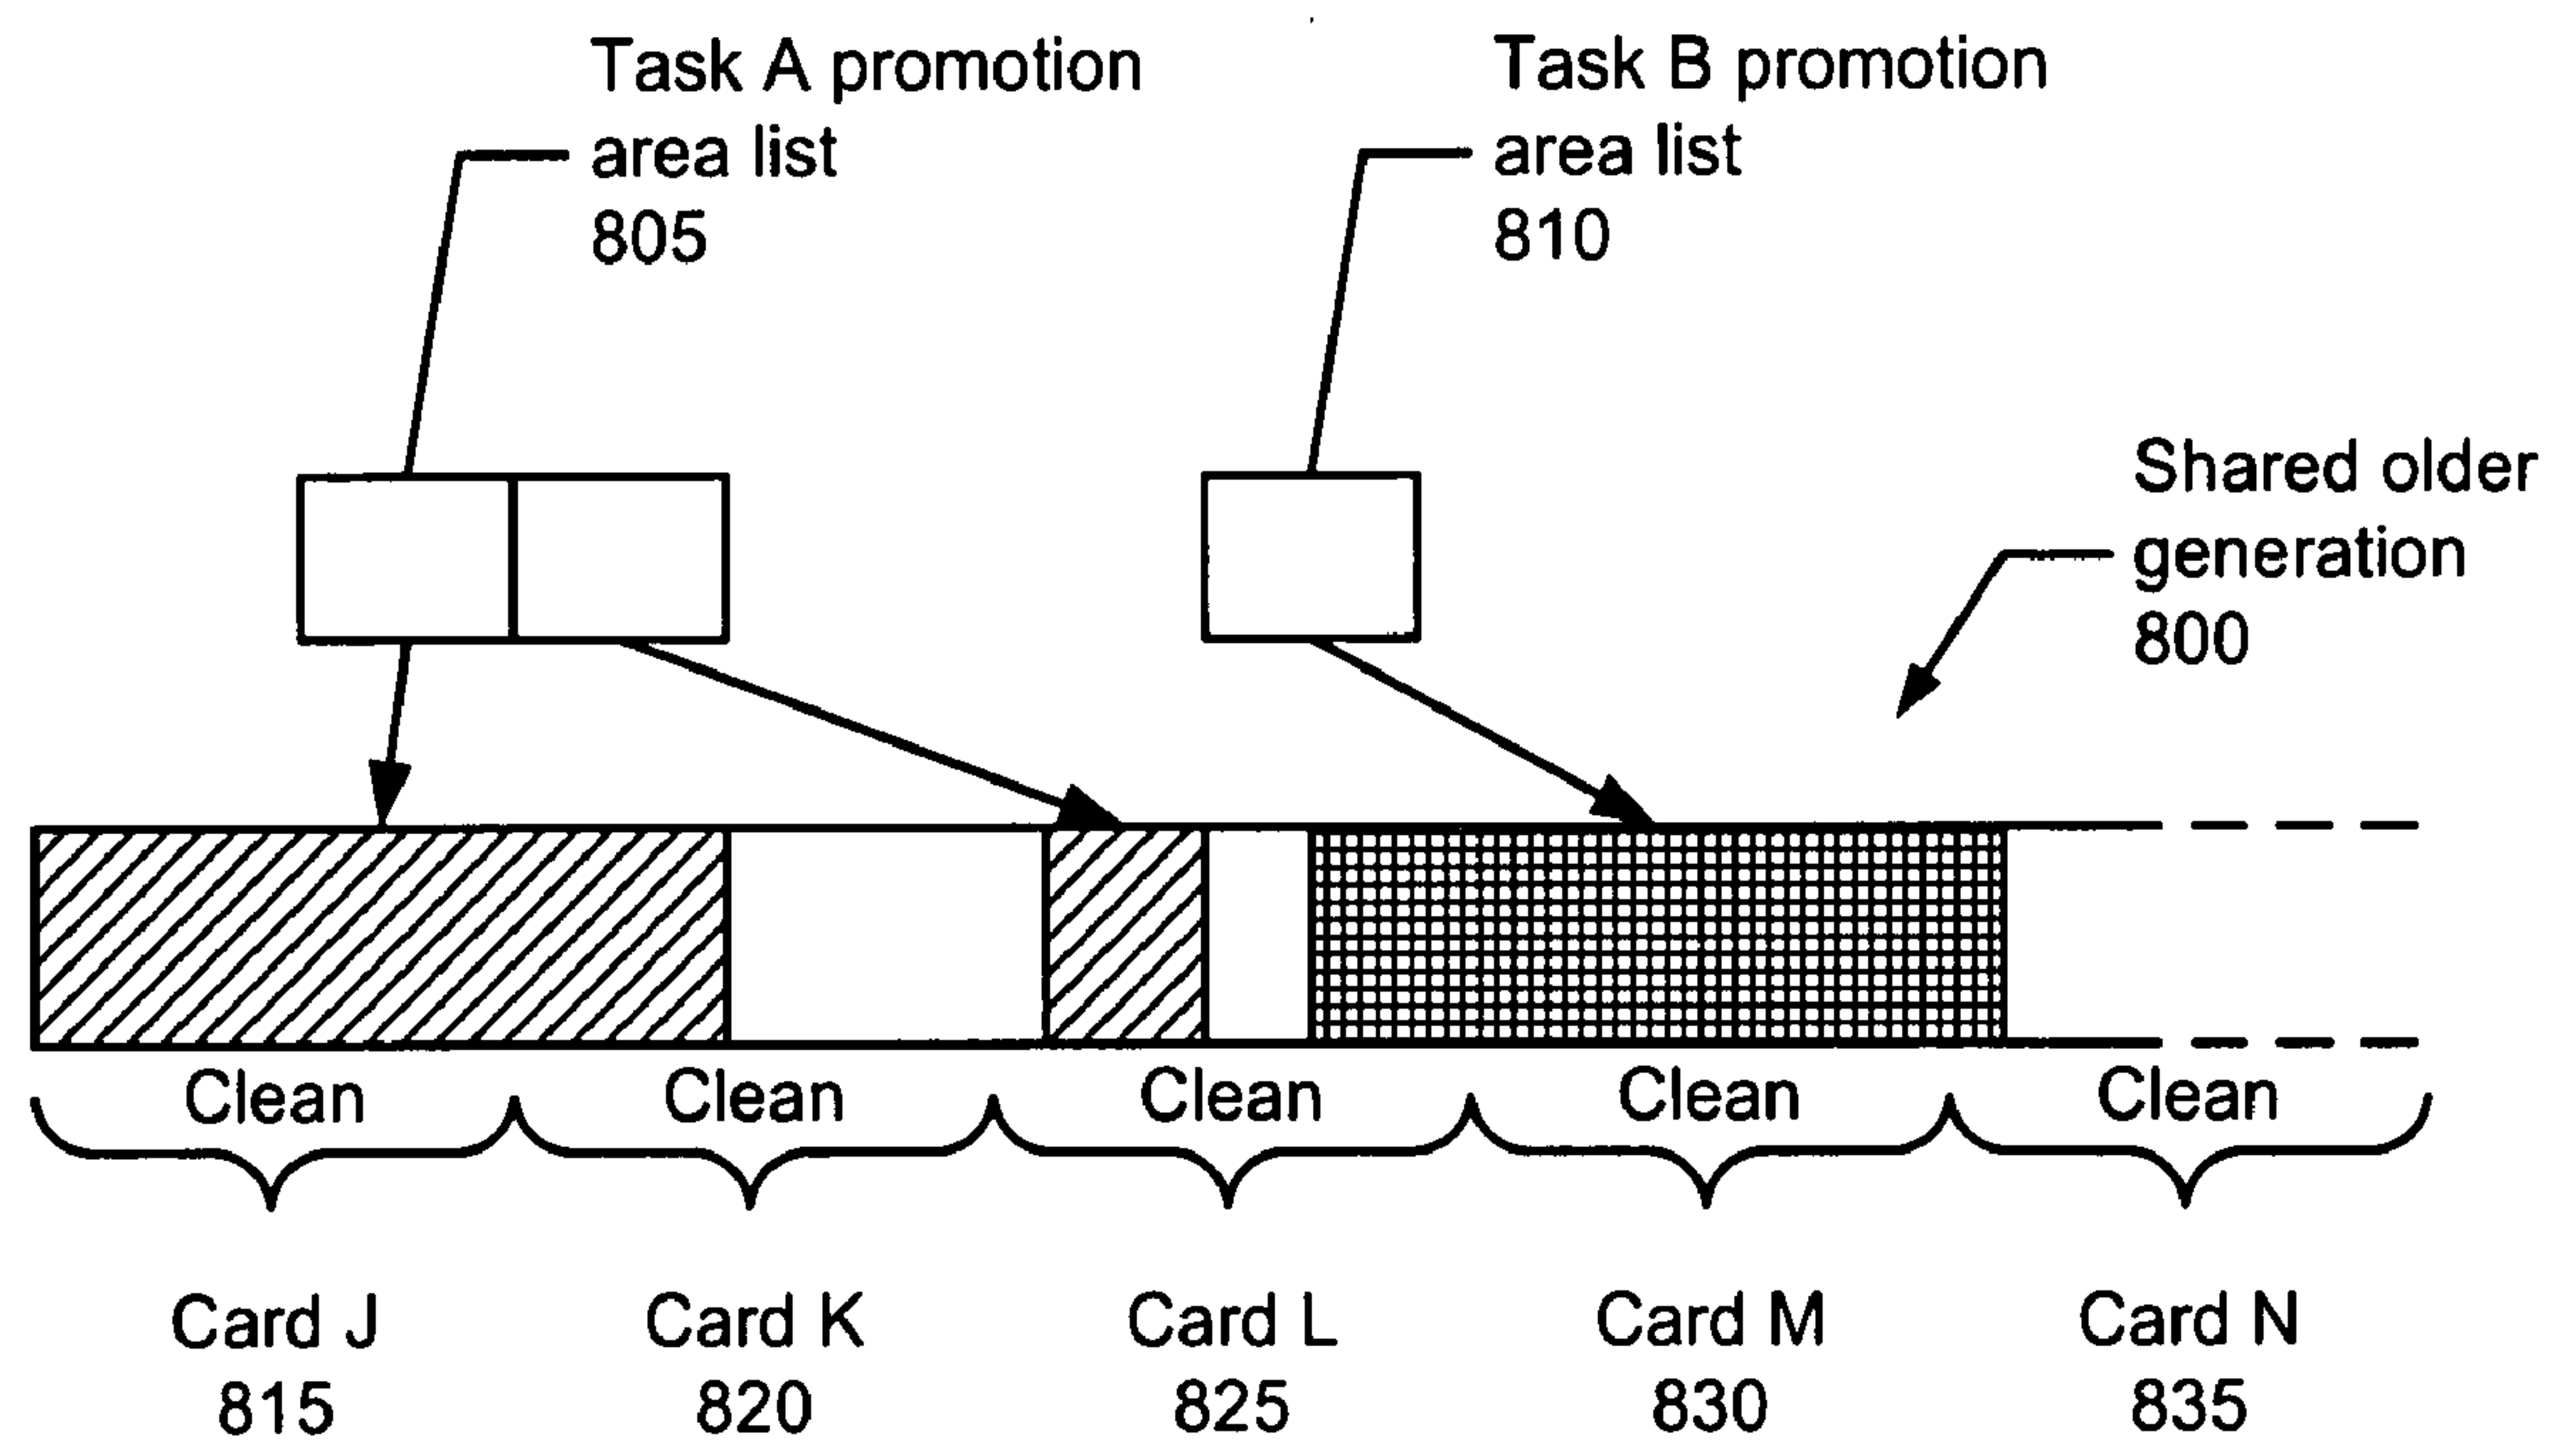 Task A promotion
area list
805
Task B promotion
area list
810
Shared older
generation
800
Clean
Clean
Clean
Clean
Clean
Card J
815
Card K
820
Card L
825
Card M
830
Card N
835